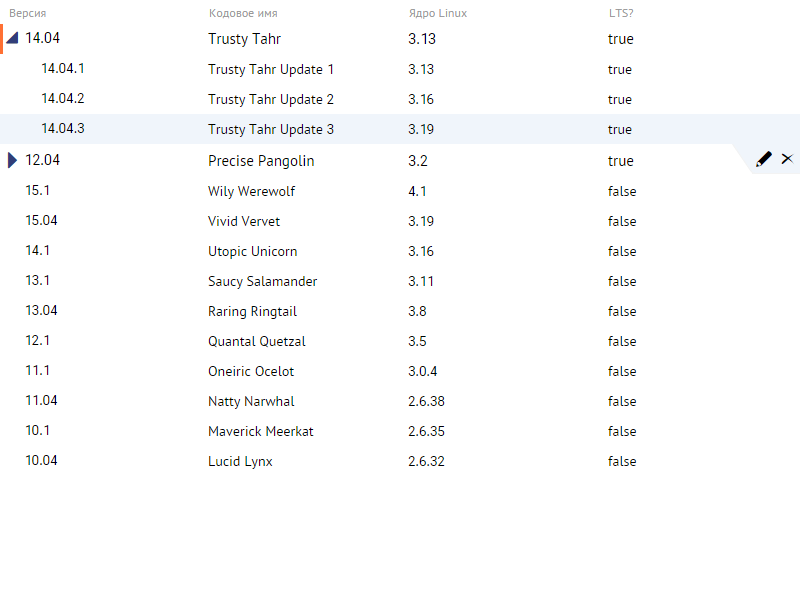 Версия Кодовое имя Ядро Linux LTS?
14.04 Trusty Tahr 3.13 true
14.04.1 Trusty Tahr Update 1 3.13 true
14.04.2 Trusty Tahr Update 2 3.16 true
14.04.3 Trusty Tahr Update 3 3.19 true
12.04 Precise Pangolin 3.2 true
15.1 Wily Werewolf 4.1 false
15.04 Vivid Vervet 3.19 false
14.1 Utopic Unicorn 3.16 false
13.1 Saucy Salamander 3.11 false
13.04 Raring Ringtail 3.8 false
12.1 Quantal Quetzal 3.5 false
11.1 Oneiric Ocelot 3.0.4 false
11.04 Natty Narwhal 2.6.38 false
10.1 Maverick Meerkat 2.6.35 false
10.04 Lucid Lynx 2.6.32 false